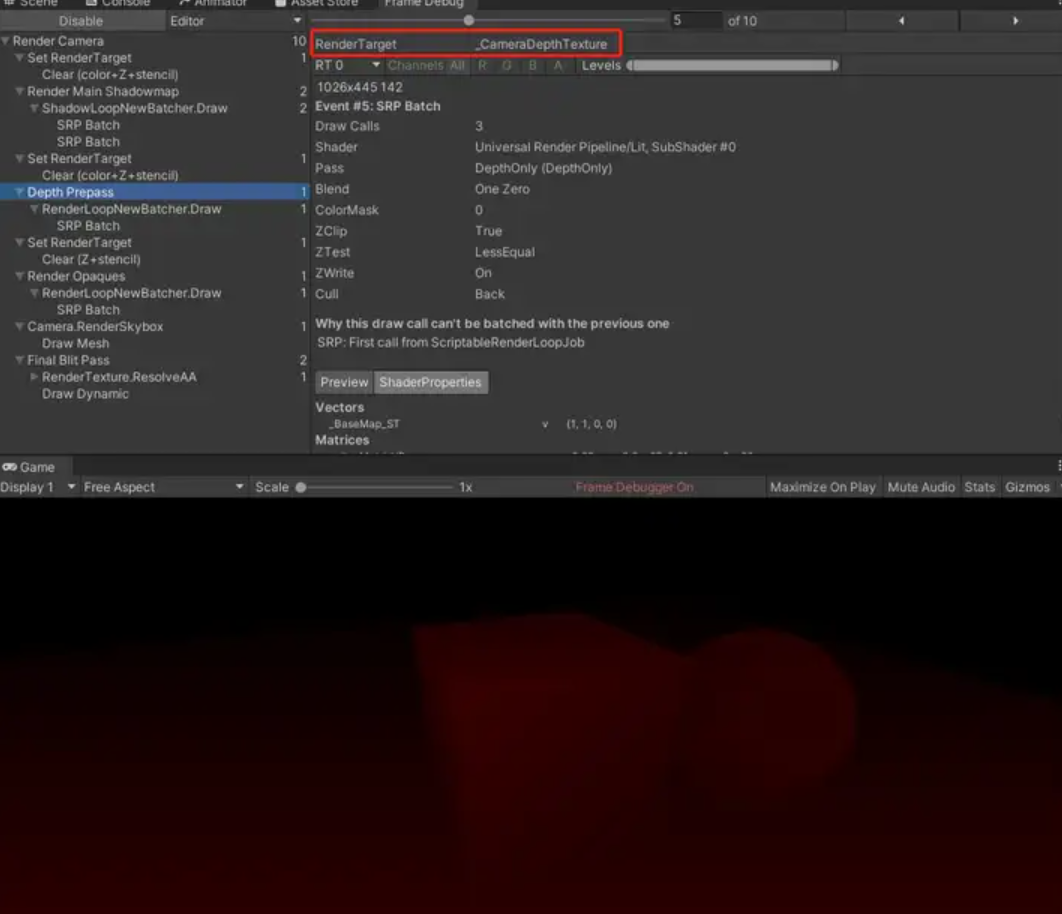 Scene Console Animator Asset Store Frame Debug
Disable Editor 5 of 10
Render Camera 10
Set RenderTarget 1
Clear (color+Z+stencil)
Render Main Shadowmap 2
ShadowLoopNewBatcher.Draw 2
SRP Batch
SRP Batch
Set RenderTarget 1
Clear (color+Z+stencil)
Depth Prepass 1
RenderLoopNewBatcher.Draw 1
SRP Batch
Set RenderTarget 1
Clear (Z+stencil)
Render Opaques 1
RenderLoopNewBatcher.Draw 1
SRP Batch
Camera.RenderSkybox 1
Draw Mesh
Final Blit Pass 2
RenderTexture.ResolveAA 1
Draw Dynamic
RenderTarget _CameraDepthTexture
RT 0 Channels All R G B A Levels
1026x445 142
Event #5: SRP Batch
Draw Calls 3
Shader Universal Render Pipeline/Lit, SubShader #0
Pass DepthOnly (DepthOnly)
Blend One Zero
ColorMask 0
ZClip True
ZTest LessEqual
ZWrite On
Cull Back
Why this draw call can't be batched with the previous one
SRP: First call from ScriptableRenderLoopJob
Preview ShaderProperties
Vectors
_BaseMap_ST v (1, 1, 0, 0)
Matrices
Game
Display 1 Free Aspect Scale 1x Frame Debugger On Maximize On Play Mute Audio Stats Gizmos